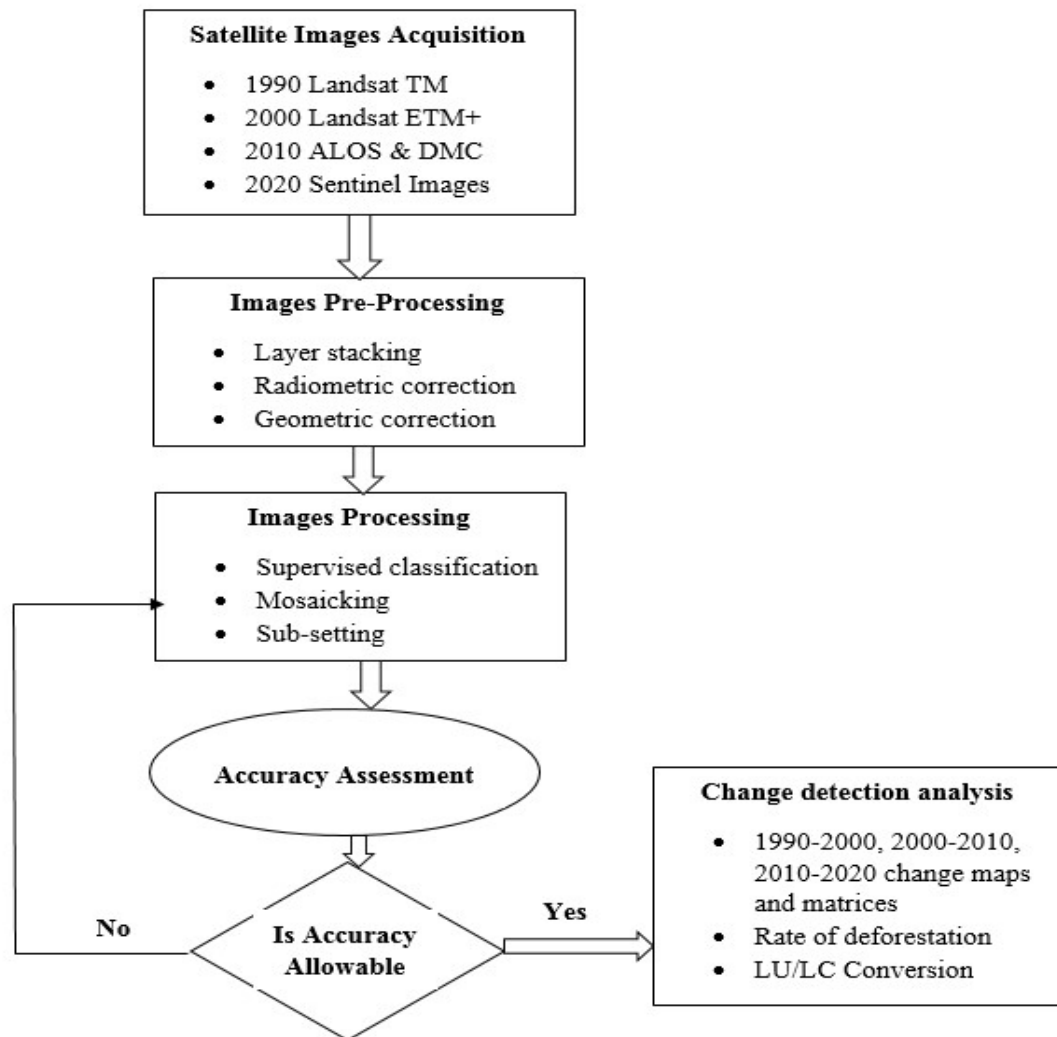 Satellite Images Acquisition
• 1990 Landsat TM
• 2000 Landsat ETM+
• 2010 ALOS & DMC
• 2020 Sentinel Images
Images Pre-Processing
• Layer stacking
• Radiometric correction
• Geometric correction
Images Processing
• Supervised classification
• Mosaicking
• Sub-setting
Accuracy Assessment
Is Accuracy
Allowable
No
Yes
Change detection analysis
• 1990-2000, 2000-2010,
2010-2020 change maps
and matrices
• Rate of deforestation
• LU/LC Conversion